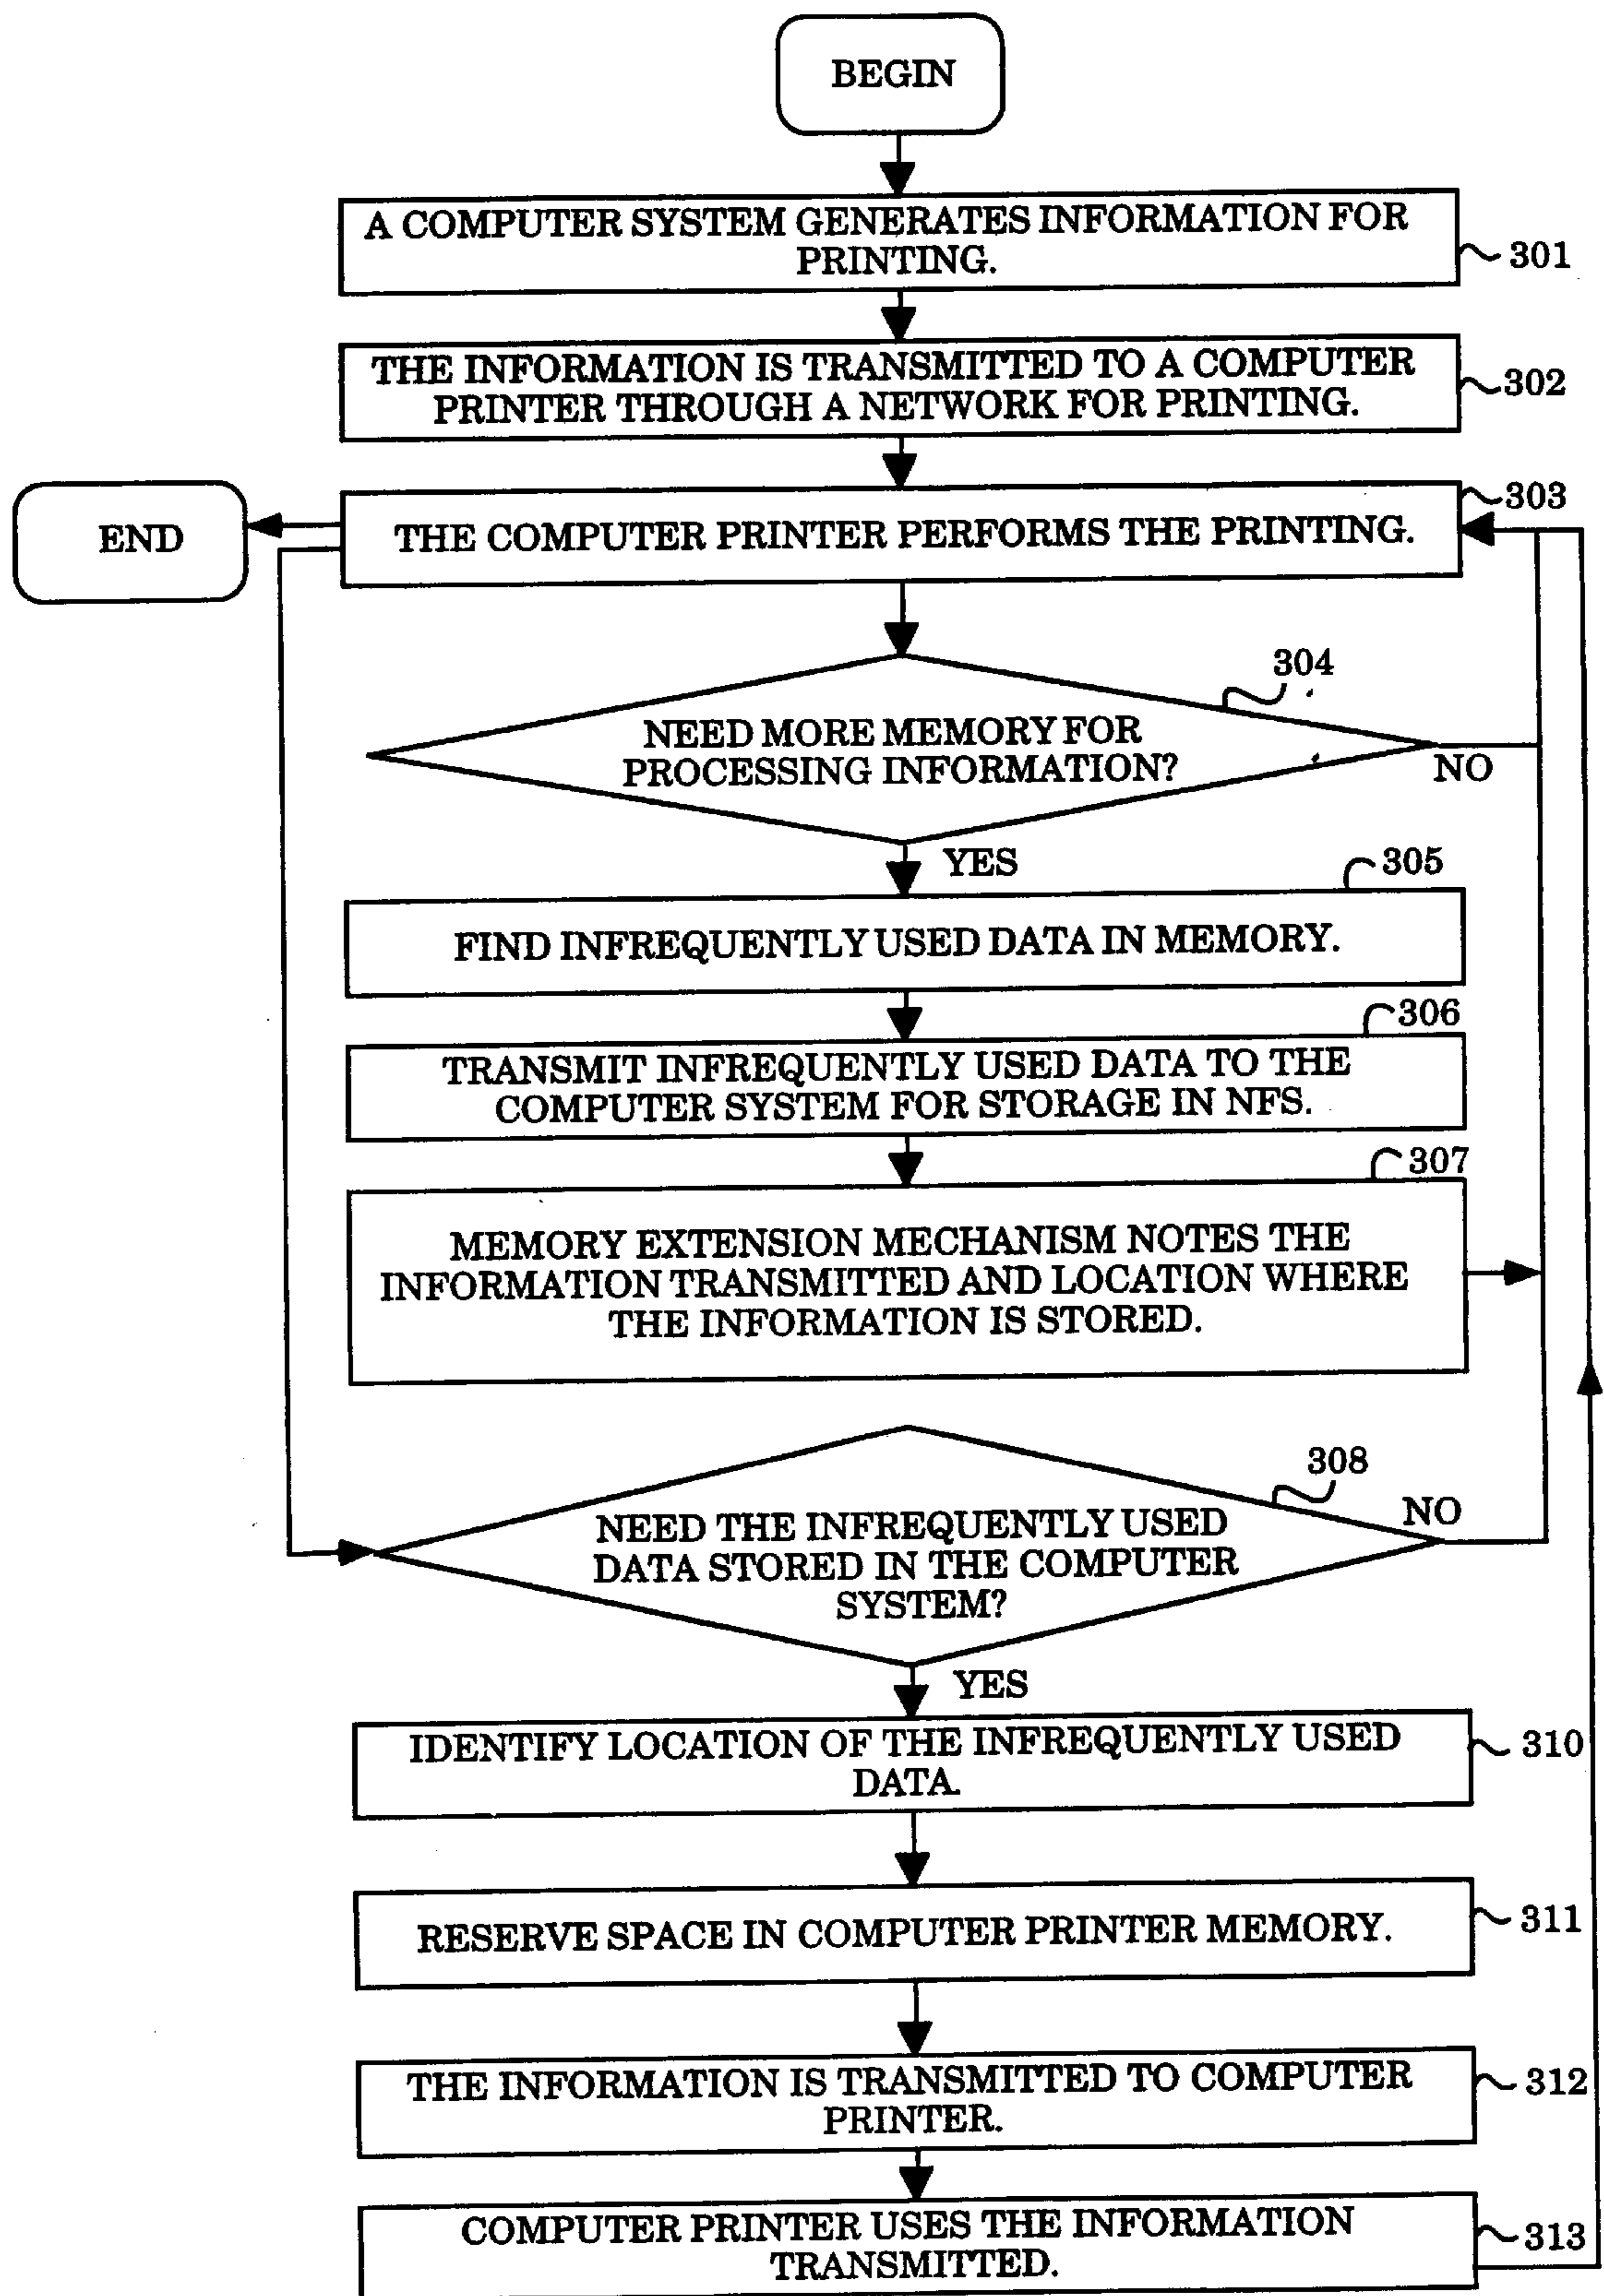 BEGIN
A COMPUTER SYSTEM GENERATES INFORMATION FOR
PRINTING.
301
THE INFORMATION IS TRANSMITTED TO A COMPUTER
PRINTER THROUGH A NETWORK FOR PRINTING.
302
END
THE COMPUTER PRINTER PERFORMS THE PRINTING.
303
304
NEED MORE MEMORY FOR
PROCESSING INFORMATION?
NO
YES
305
FIND INFREQUENTLY USED DATA IN MEMORY.
306
TRANSMIT INFREQUENTLY USED DATA TO THE
COMPUTER SYSTEM FOR STORAGE IN NFS.
307
MEMORY EXTENSION MECHANISM NOTES THE
INFORMATION TRANSMITTED AND LOCATION WHERE
THE INFORMATION IS STORED.
308
NO
NEED THE INFREQUENTLY USED
DATA STORED IN THE COMPUTER
SYSTEM?
YES
IDENTIFY LOCATION OF THE INFREQUENTLY USED
DATA.
310
RESERVE SPACE IN COMPUTER PRINTER MEMORY.
311
THE INFORMATION IS TRANSMITTED TO COMPUTER
PRINTER.
312
COMPUTER PRINTER USES THE INFORMATION
TRANSMITTED.
313